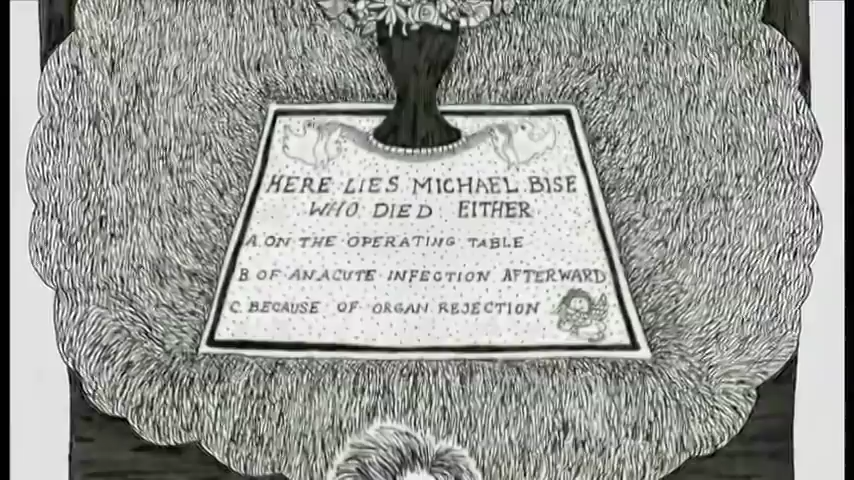 HERE LIES MICHAEL BISE
WHO DIED EITHER
A. ON THE OPERATING TABLE
B. OF AN ACUTE INFECTION AFTERWARD
C. BECAUSE OF ORGAN REJECTION